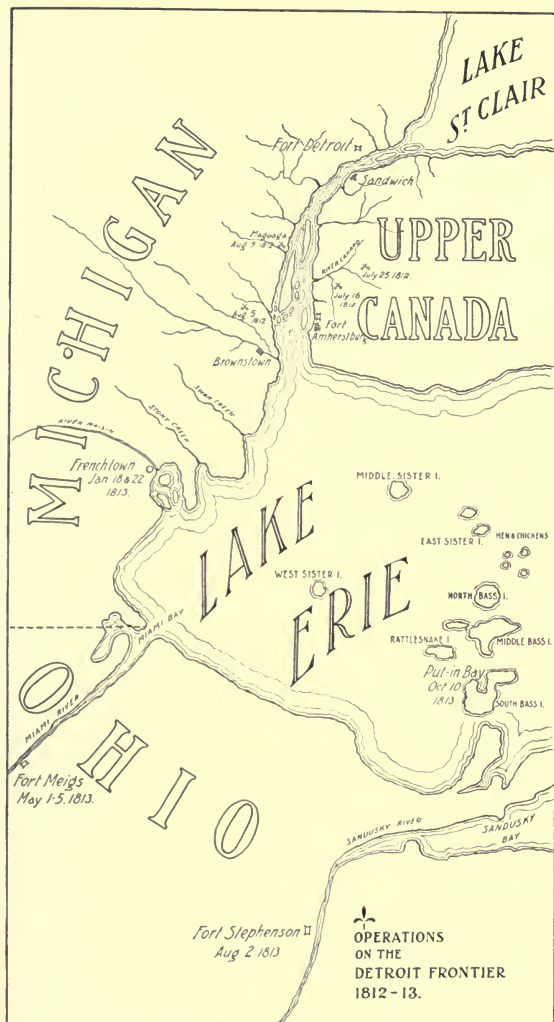 LAKE
ST CLAIR
Fort Detroit
Sandwich
MICHIGAN
UPPER
CANADA
Maguaga
Aug 9 1812
RIVER CANARD
July 25 1812.
July 16
1812
Aug 5
1812
Fort
Amherstburg
Brownstown
SWAN CREEK
STONY CREEK
RIVER RAISIN
Frenchtown
Jan 18 & 22
1813.
MIDDLE SISTER I.
EAST SISTER I.
HEN & CHICKENS
LAKE
ERIE
WEST SISTER I.
NORTH BASS I.
RATTLESNAKE I
MIDDLE BASS I.
Put-in Bay
Oct 10
1813
SOUTH BASS I.
MIAMI BAY
OHIO
MIAMI RIVER
Fort Meigs
May 1-5. 1813.
SANDUSKY RIVER
SANDUSKY
BAY
Fort Stephenson
Aug 2 1813
OPERATIONS
ON THE
DETROIT FRONTIER
1812-13.